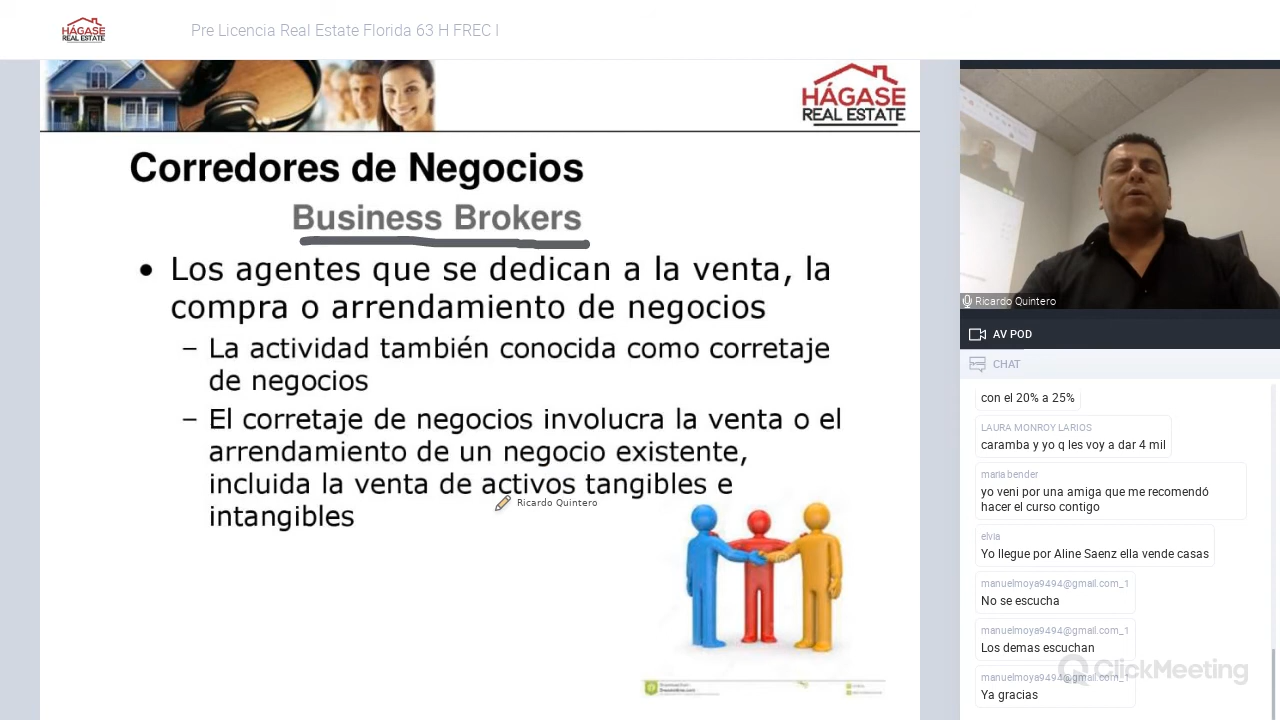 HÁGASE
REAL ESTATE
Pre Licencia Real Estate Florida 63 H FREC I
HÁGASE
REAL ESTATE
Corredores de Negocios
Business Brokers
• Los agentes que se dedican a la venta, la
compra o arrendamiento de negocios
– La actividad también conocida como corretaje
de negocios
– El corretaje de negocios involucra la venta o el
arrendamiento de un negocio existente,
incluida la venta de activos tangibles e
intangibles
Ricardo Quintero
Ricardo Quintero
AV POD
CHAT
con el 20% a 25%
LAURA MONROY LARIOS
caramba y yo q les voy a dar 4 mil
maria bender
yo veni por una amiga que me recomendó
hacer el curso contigo
elvia
Yo llegue por Aline Saenz ella vende casas
manuelmoya9494@gmail.com_1
No se escucha
manuelmoya9494@gmail.com_1
Los demas escuchan
manuelmoya9494@gmail.com_1
Ya gracias
ClickMeeting